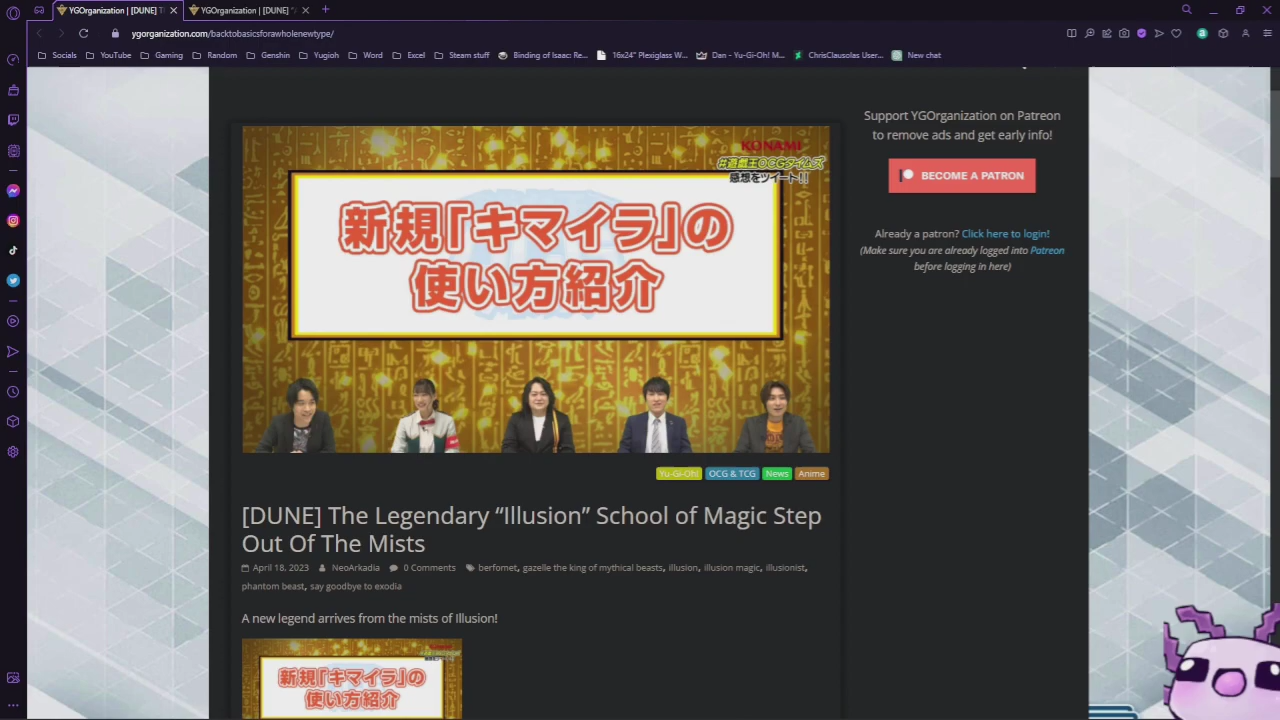 YGOrganization | [DUNE] Th
YGOrganization | [DUNE] "A
ygorganization.com/backtobasicsforawholenewtype/
Socials
YouTube
Gaming
Random
Genshin
Yugioh
Word
Excel
Steam stuff
Binding of Isaac: Re...
16x24" Plexiglass W...
Dan - Yu-Gi-Oh! M...
ChrisClausolas User...
New chat
KONAMI
#遊戯王OCGタイムズ
感想をツイート!!
新規「キマイラ」の
使い方紹介
Yu-Gi-Oh!
OCG & TCG
News
Anime
[DUNE] The Legendary “Illusion” School of Magic Step
Out Of The Mists
April 18, 2023 NeoArkadia 0 Comments berfomet, gazelle the king of mythical beasts, illusion, illusion magic, illusionist,
phantom beast, say goodbye to exodia
A new legend arrives from the mists of Illusion!
新規「キマイラ」の
使い方紹介
Support YGOrganization on Patreon
to remove ads and get early info!
BECOME A PATRON
Already a patron? Click here to login!
(Make sure you are already logged into Patreon
before logging in here)